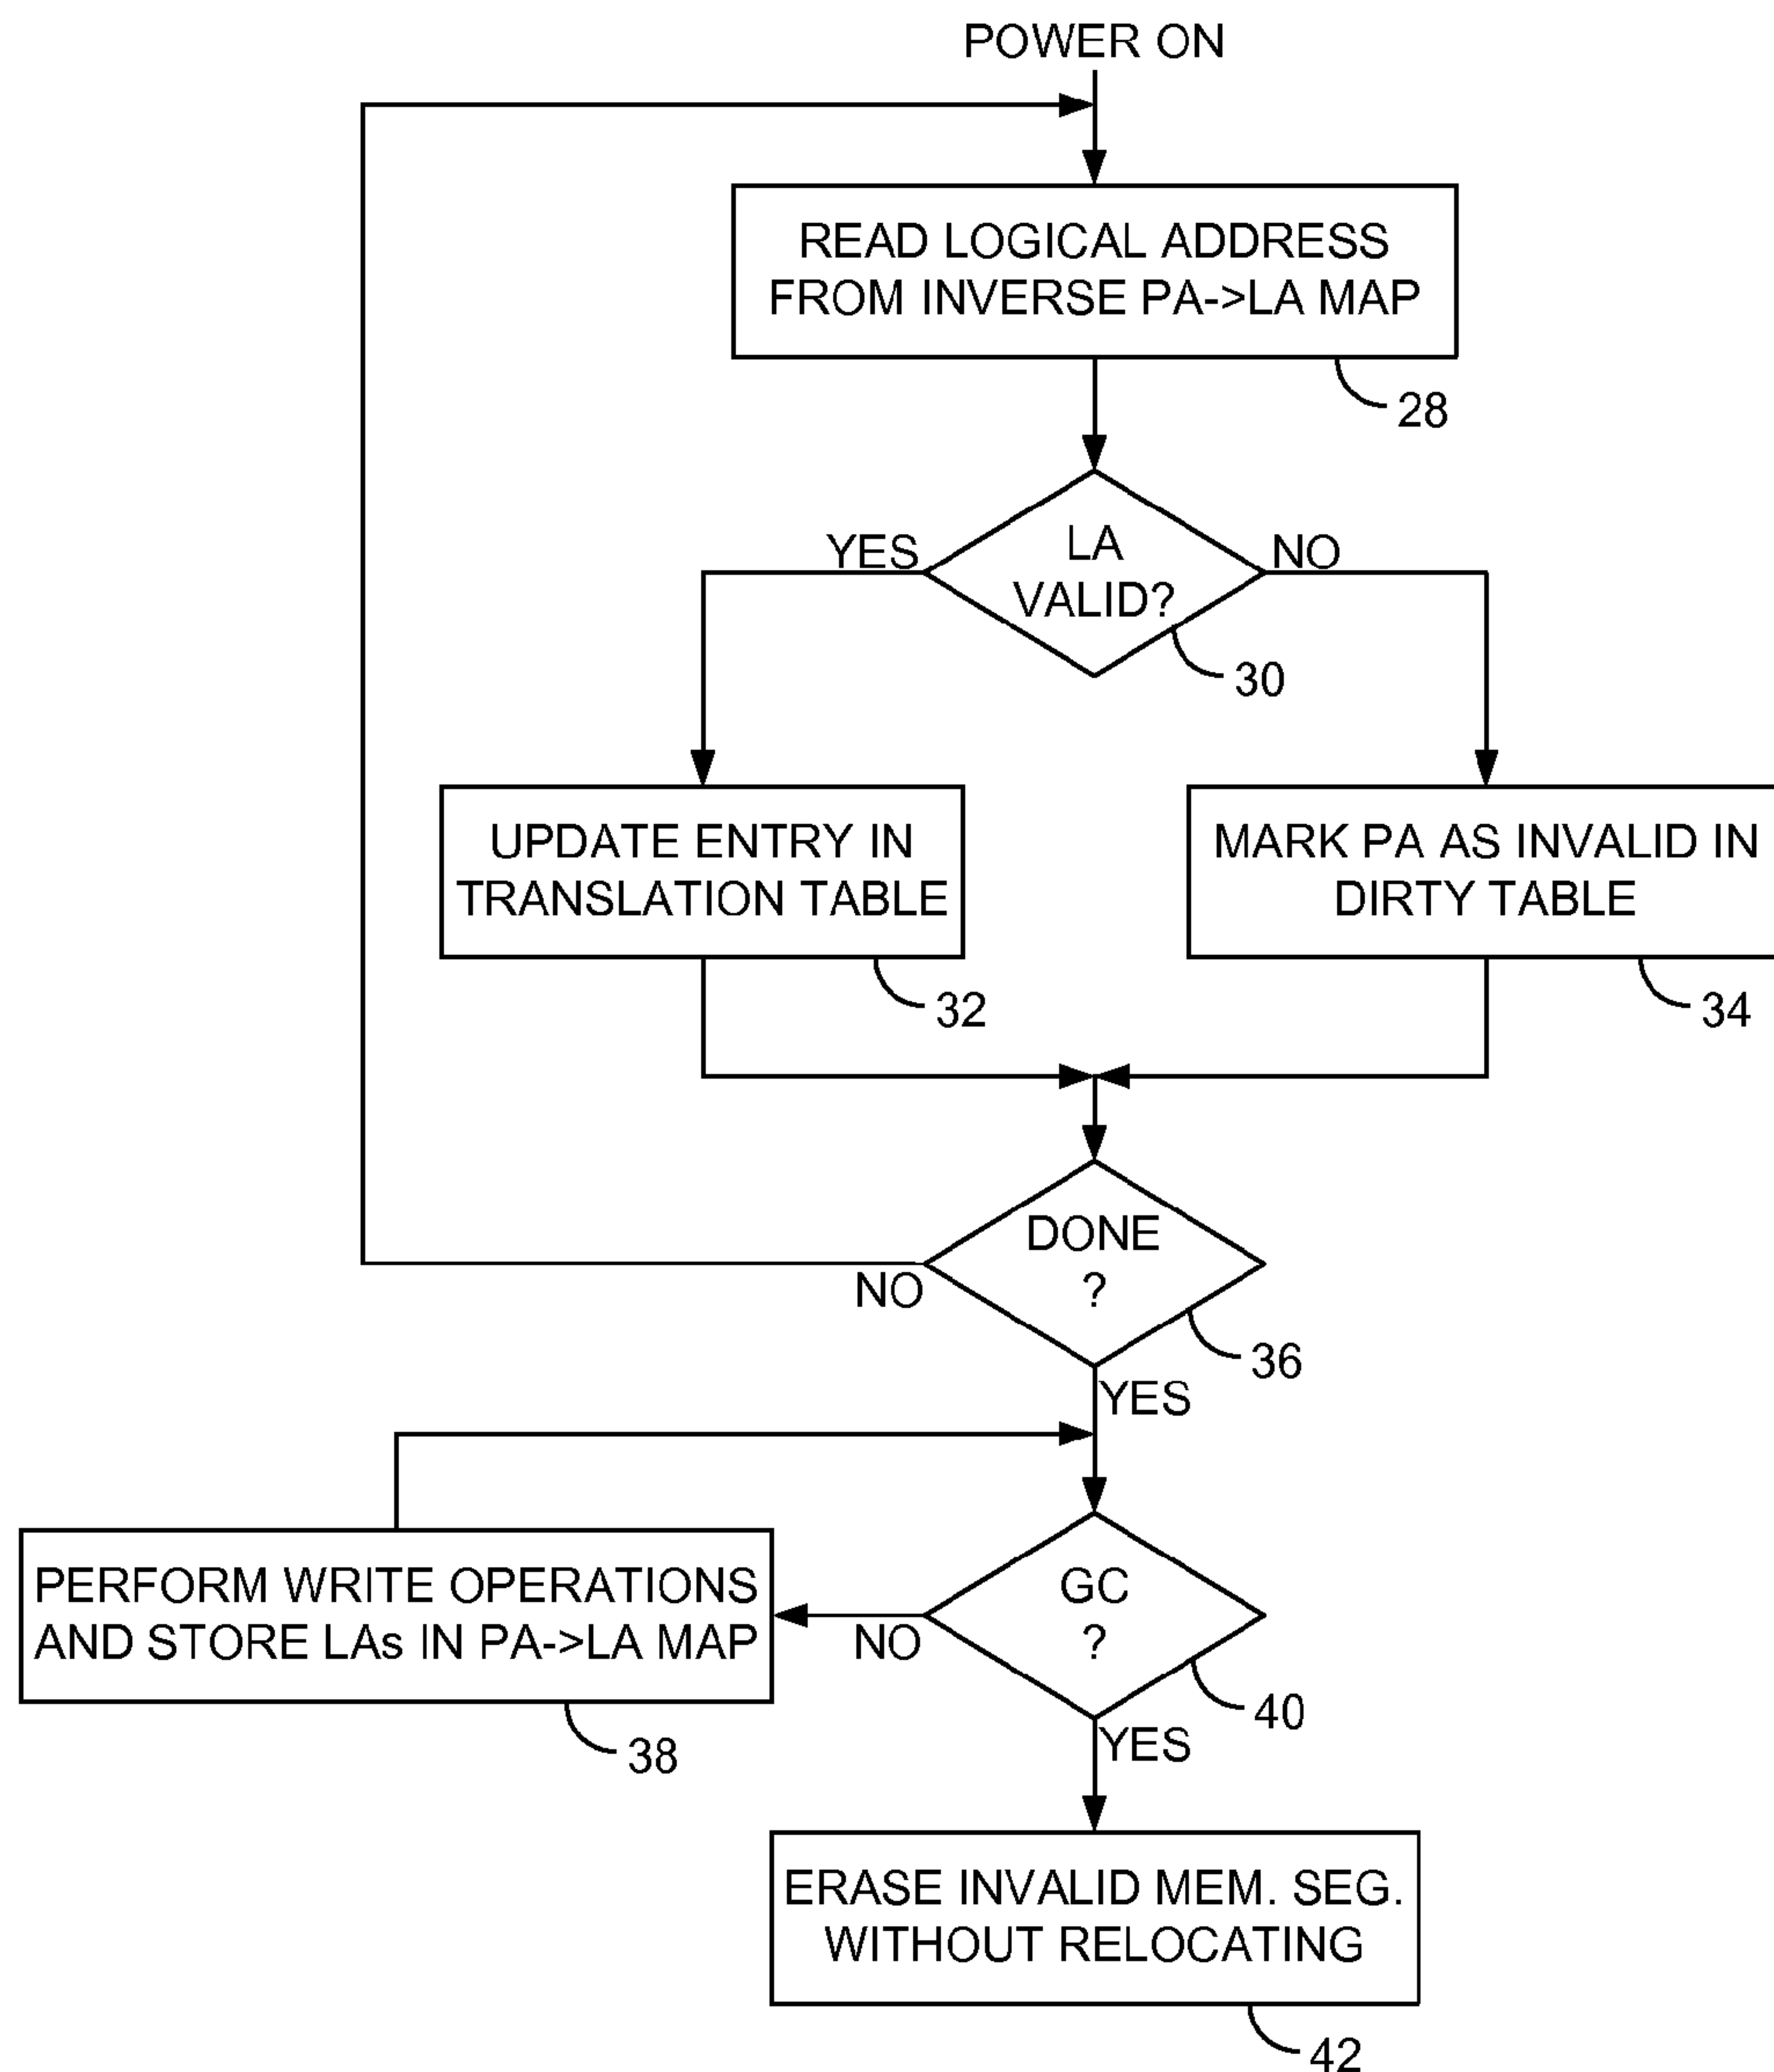 POWER ON
READ LOGICAL ADDRESS
FROM INVERSE PA->LA MAP
28
LA
VALID?
YES
NO
30
UPDATE ENTRY IN
TRANSLATION TABLE
32
MARK PA AS INVALID IN
DIRTY TABLE
34
DONE
?
NO
36
YES
PERFORM WRITE OPERATIONS
AND STORE LAs IN PA->LA MAP
38
GC
?
NO
40
YES
ERASE INVALID MEM. SEG.
WITHOUT RELOCATING
42